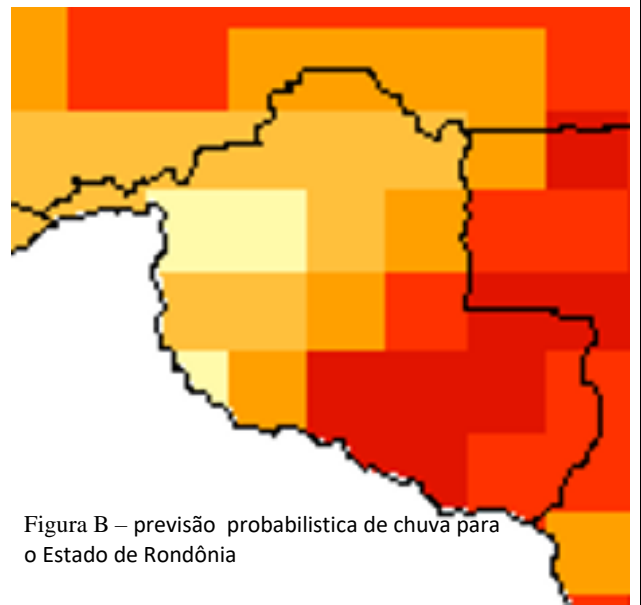 Figura B – previsão probabilistica de chuva para
o Estado de Rondônia